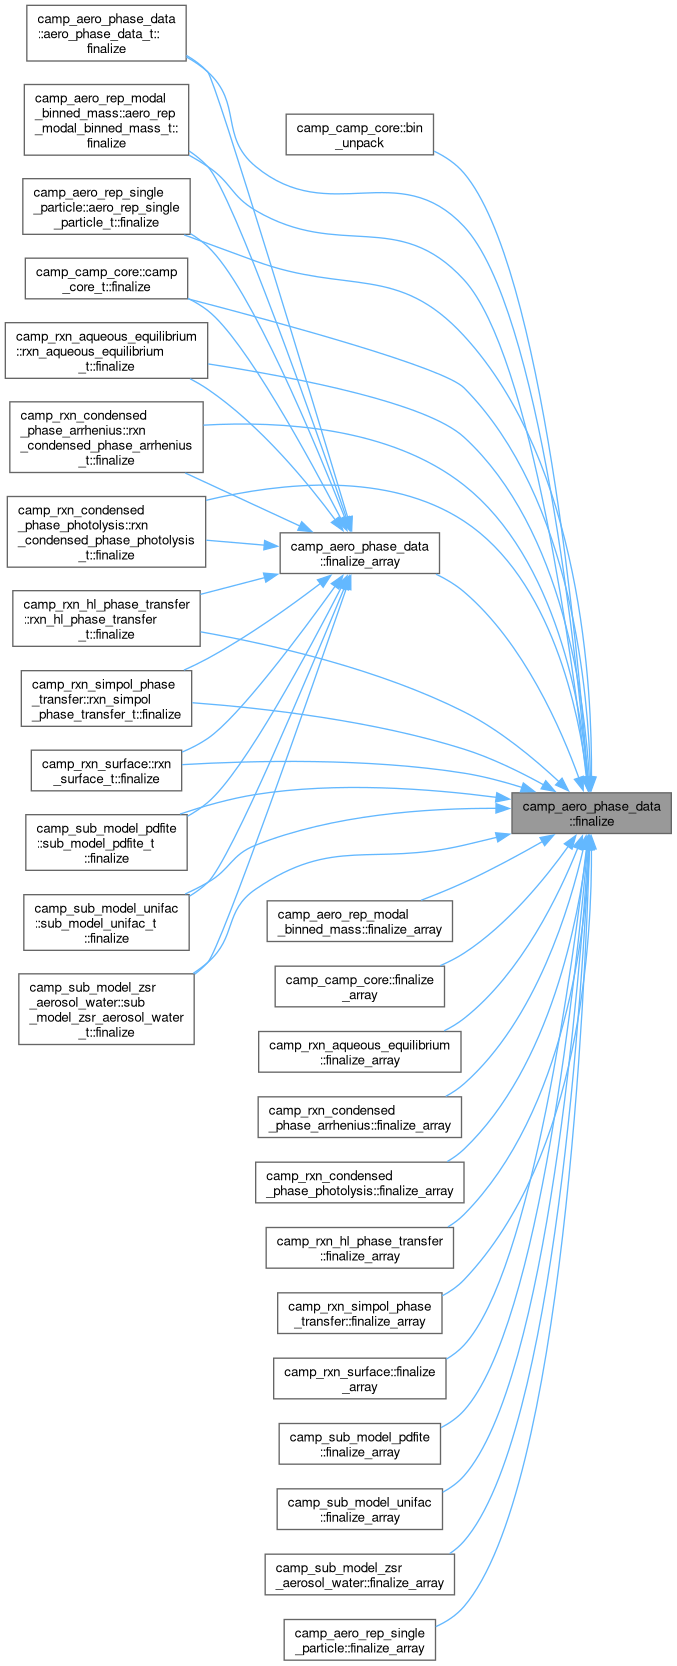 camp_aero_phase_data
::aero_phase_data_t::
finalize
camp_aero_rep_modal
_binned_mass::aero_rep
_modal_binned_mass_t::
finalize
camp_aero_rep_single
_particle::aero_rep_single
_particle_t::finalize
camp_camp_core::camp
_core_t::finalize
camp_rxn_aqueous_equilibrium
::rxn_aqueous_equilibrium
_t::finalize
camp_rxn_condensed
_phase_arrhenius::rxn
_condensed_phase_arrhenius
_t::finalize
camp_rxn_condensed
_phase_photolysis::rxn
_condensed_phase_photolysis
_t::finalize
camp_rxn_hl_phase_transfer
::rxn_hl_phase_transfer
_t::finalize
camp_rxn_simpol_phase
_transfer::rxn_simpol
_phase_transfer_t::finalize
camp_rxn_surface::rxn
_surface_t::finalize
camp_sub_model_pdfite
::sub_model_pdfite_t
::finalize
camp_sub_model_unifac
::sub_model_unifac_t
::finalize
camp_sub_model_zsr
_aerosol_water::sub
_model_zsr_aerosol_water
_t::finalize
camp_camp_core::bin
_unpack
camp_aero_phase_data
::finalize_array
camp_aero_rep_modal
_binned_mass::finalize_array
camp_camp_core::finalize
_array
camp_rxn_aqueous_equilibrium
::finalize_array
camp_rxn_condensed
_phase_arrhenius::finalize_array
camp_rxn_condensed
_phase_photolysis::finalize_array
camp_rxn_hl_phase_transfer
::finalize_array
camp_rxn_simpol_phase
_transfer::finalize_array
camp_rxn_surface::finalize
_array
camp_sub_model_pdfite
::finalize_array
camp_sub_model_unifac
::finalize_array
camp_sub_model_zsr
_aerosol_water::finalize_array
camp_aero_rep_single
_particle::finalize_array
camp_aero_phase_data
::finalize